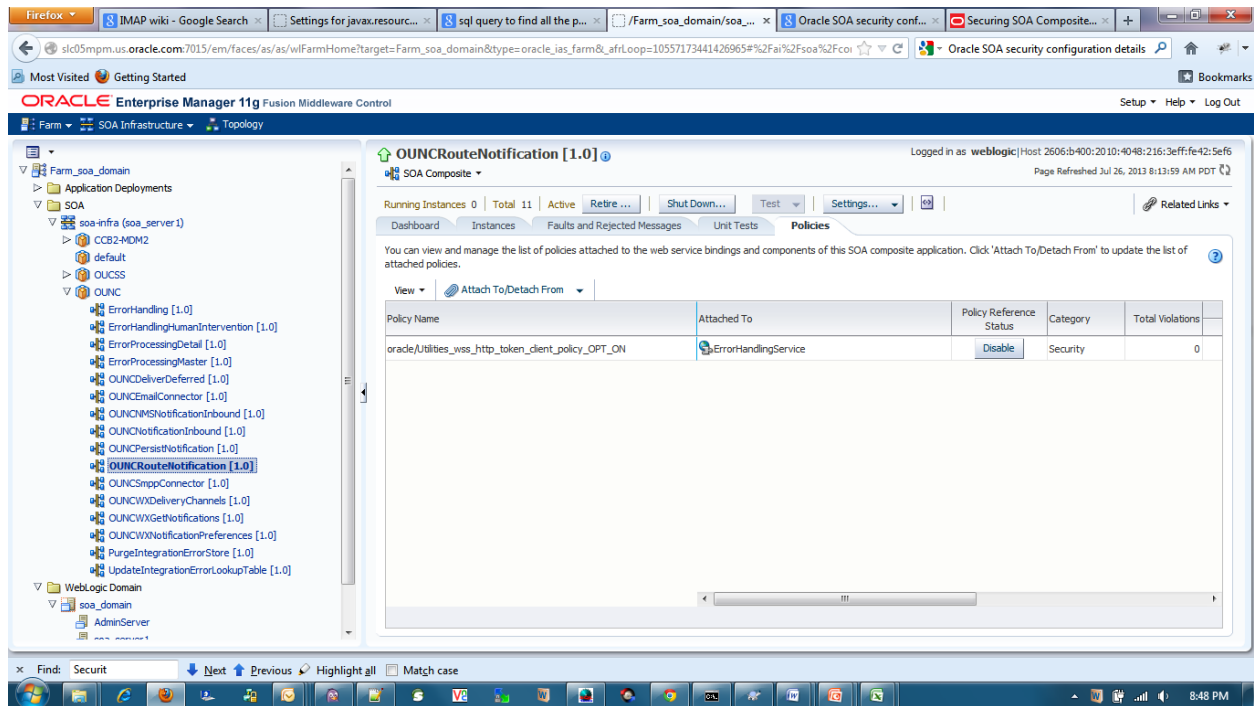 Firefox
IMAP wiki - Google Search
Settings for javax.resourc...
sql query to find all the p...
/Farm_soa_domain/soa_...
Oracle SOA security conf...
Securing SOA Composite...
slc05mpm.us.oracle.com:7015/em/faces/as/as/wlFarmHome?target=Farm_soa_domain&type=oracle_ias_farm&_afrLoop=10557173441426965#%2Fai%2Fsoa%2Fcoi
Oracle SOA security configuration details
Most Visited
Getting Started
Bookmarks
ORACLE Enterprise Manager 11g Fusion Middleware Control
Setup Help Log Out
Farm SOA Infrastructure Topology
Farm_soa_domain
Application Deployments
SOA
soa-infra (soa_server1)
CCB2-MDM2
default
OUCSS
OUNC
ErrorHandling [1.0]
ErrorHandlingHumanIntervention [1.0]
ErrorProcessingDetail [1.0]
ErrorProcessingMaster [1.0]
OUNCDeliverDeferred [1.0]
OUNCEmailConnector [1.0]
OUNCNMSNotificationInbound [1.0]
OUNCNotificationInbound [1.0]
OUNCPersistNotification [1.0]
OUNCRouteNotification [1.0]
OUNCSmppConnector [1.0]
OUNCWXDeliveryChannels [1.0]
OUNCWXGetNotifications [1.0]
OUNCWXNotificationPreferences [1.0]
PurgeIntegrationErrorStore [1.0]
UpdateIntegrationErrorLookupTable [1.0]
WebLogic Domain
soa_domain
AdminServer
OUNCRouteNotification [1.0]
Logged in as weblogic|Host 2606:b400:2010:4048:216:3eff:fe42:5ef6
SOA Composite
Page Refreshed Jul 26, 2013 8:13:59 AM PDT
Running Instances 0 Total 11 Active Retire ... Shut Down... Test Settings... Related Links
Dashboard Instances Faults and Rejected Messages Unit Tests Policies
You can view and manage the list of policies attached to the web service bindings and components of this SOA composite application. Click 'Attach To/Detach From' to update the list of
attached policies.
View Attach To/Detach From
Policy Name Attached To Policy Reference Status Category Total Violations
oracle/Utilities_wss_http_token_client_policy_OPT_ON ErrorHandlingService Disable Security 0
Find: Securit Next Previous Highlight all Match case
8:48 PM